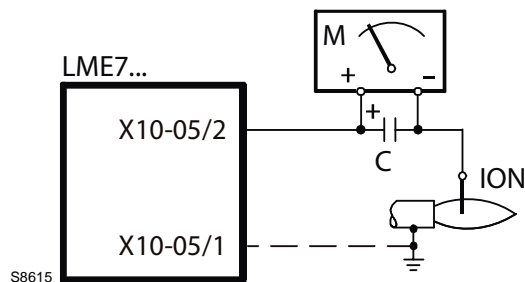 M
+ −
LME7...
X10-05/2
+
C
ION
X10-05/1
S8615